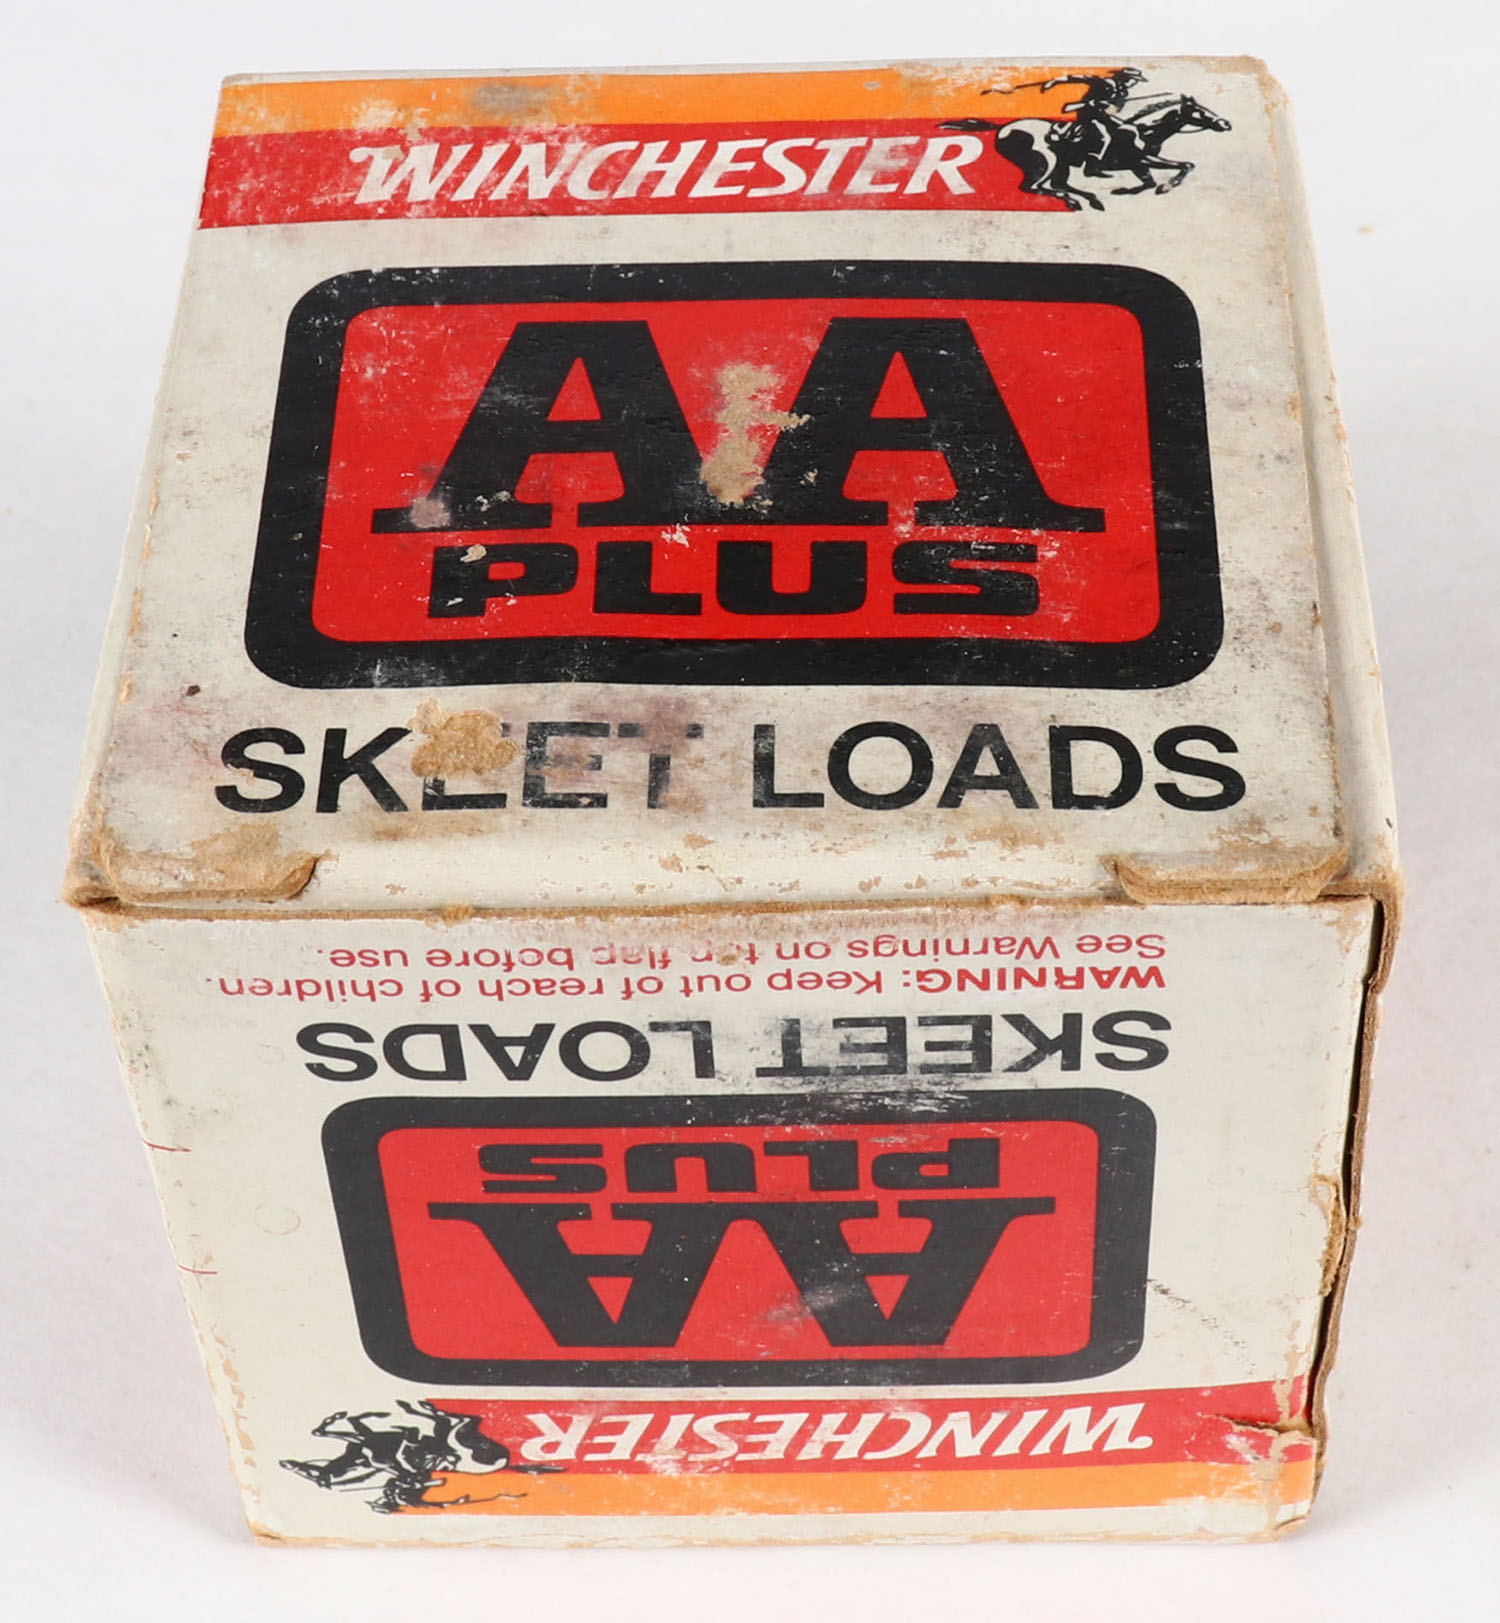 WINCHESTER
AA
PLUS
SKEET LOADS
WINCHESTER
AA
PLUS
SKEET LOADS
WARNING: Keep out of reach of children.
See Warnings on top flap before use.